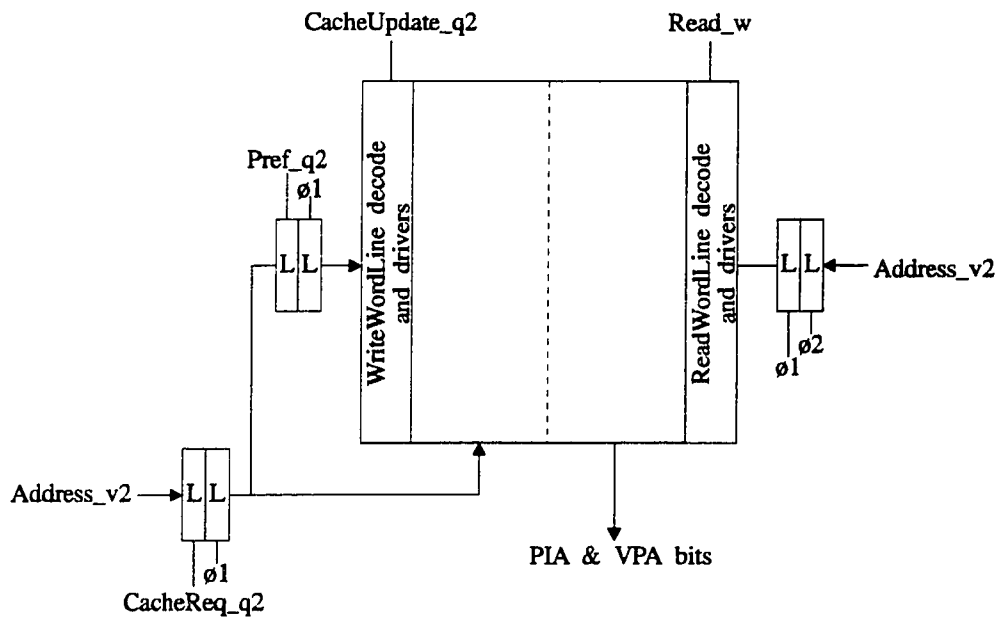 CacheUpdate_q2
Read_w
Pref_q2
ø1
L L
WriteWordLine decode
and drivers
ReadWordLine decode
and drivers
L L
Address_v2
ø1
ø2
Address_v2
L L
ø1
CacheReq_q2
PIA & VPA bits